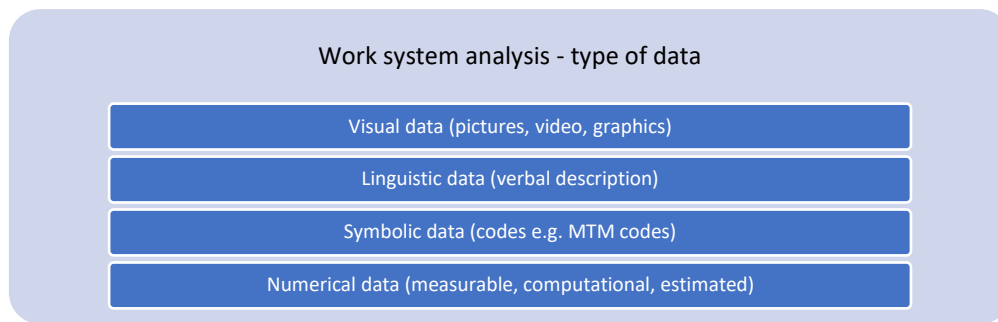 Work system analysis - type of data
Visual data (pictures, video, graphics)
Linguistic data (verbal description)
Symbolic data (codes e.g. MTM codes)
Numerical data (measurable, computational, estimated)